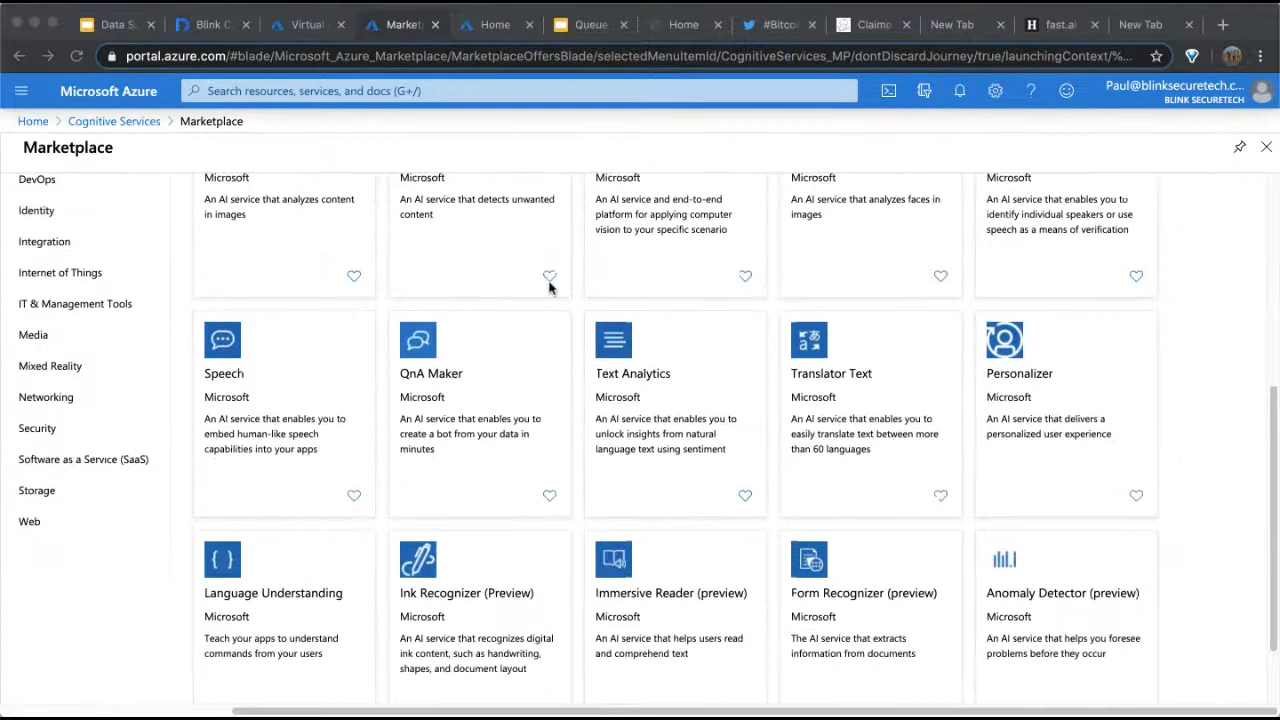 Data S
Blink C
Virtual
Market
Home
Queue
Home
#Bitco
Claime
New Tab
fast.ai
New Tab
portal.azure.com/#blade/Microsoft_Azure_Marketplace/MarketplaceOffersBlade/selectedMenuItemId/CognitiveServices_MP/dontDiscardJourney/true/launchingContext/%...
Microsoft Azure
Search resources, services, and docs (G+/)
Paul@blinksecuretech.c...
BLINK SECURETECH
Home > Cognitive Services > Marketplace
Marketplace
DevOps
Identity
Integration
Internet of Things
IT & Management Tools
Media
Mixed Reality
Networking
Security
Software as a Service (SaaS)
Storage
Web
Microsoft
An AI service that analyzes content
in images
Microsoft
An AI service that detects unwanted
content
Microsoft
An AI service and end-to-end
platform for applying computer
vision to your specific scenario
Microsoft
An AI service that analyzes faces in
images
Microsoft
An AI service that enables you to
identify individual speakers or use
speech as a means of verification
Speech
Microsoft
An AI service that enables you to
embed human-like speech
capabilities into your apps
QnA Maker
Microsoft
An AI service that enables you to
create a bot from your data in
minutes
Text Analytics
Microsoft
An AI service that enables you to
unlock insights from natural
language text using sentiment
Translator Text
Microsoft
An AI service that enables you to
easily translate text between more
than 60 languages
Personalizer
Microsoft
An AI service that delivers a
personalized user experience
Language Understanding
Microsoft
Teach your apps to understand
commands from your users
Ink Recognizer (Preview)
Microsoft
An AI service that recognizes digital
ink content, such as handwriting,
shapes, and document layout
Immersive Reader (preview)
Microsoft
An AI service that helps users read
and comprehend text
Form Recognizer (preview)
Microsoft
The AI service that extracts
information from documents
Anomaly Detector (preview)
Microsoft
An AI service that helps you foresee
problems before they occur